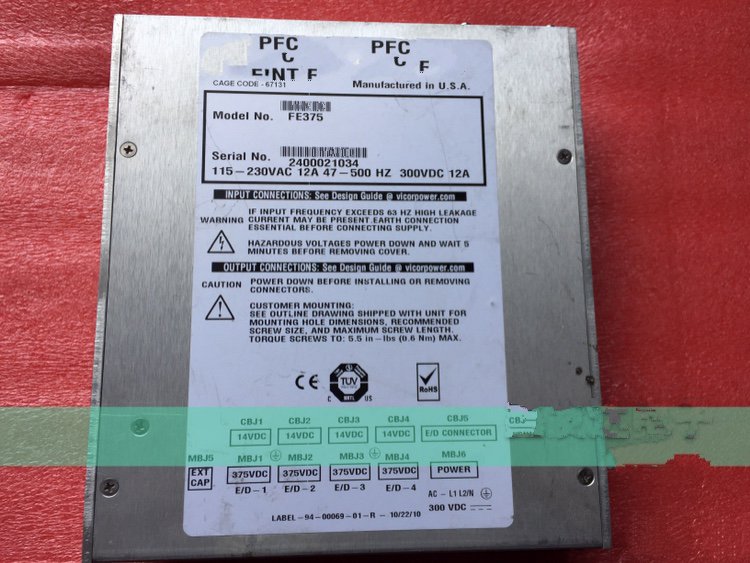 PFC PFC
CAGE CODE - 67131 Manufactured in U.S.A.
Model No. FE375
Serial No. 2400021034
115-230VAC 12A 47-500 HZ 300VDC 12A
INPUT CONNECTIONS: See Design Guide @ vicorpower.com
WARNING
IF INPUT FREQUENCY EXCEEDS 63 HZ HIGH LEAKAGE
CURRENT MAY BE PRESENT.EARTH CONNECTION
ESSENTIAL BEFORE CONNECTING SUPPLY.
HAZARDOUS VOLTAGES POWER DOWN AND WAIT 5
MINUTES BEFORE REMOVING COVER.
OUTPUT CONNECTIONS: See Design Guide @ vicorpower.com
CAUTION
POWER DOWN BEFORE INSTALLING OR REMOVING
CONNECTORS.
CUSTOMER MOUNTING:
SEE OUTLINE DRAWING SHIPPED WITH UNIT FOR
MOUNTING HOLE DIMENSIONS, RECOMMENDED
SCREW SIZE, AND MAXIMUM SCREW LENGTH.
TORQUE SCREWS TO: 5.5 in-lbs (0.6 Nm) MAX.
CE C TUV NRTL US RoHS
CBJ1 CBJ2 CBJ3 CBJ4 CBJ5
14VDC 14VDC 14VDC 14VDC E/D CONNECTOR
MBJ5 MBJ1 MBJ2 MBJ3 MBJ4 MBJ6
EXT CAP 375VDC 375VDC 375VDC 375VDC POWER
E/D-1 E/D-2 E/D-3 E/D-4 AC - L1 L2/N
300 VDC
LABEL-94-00069-01-R - 10/22/10